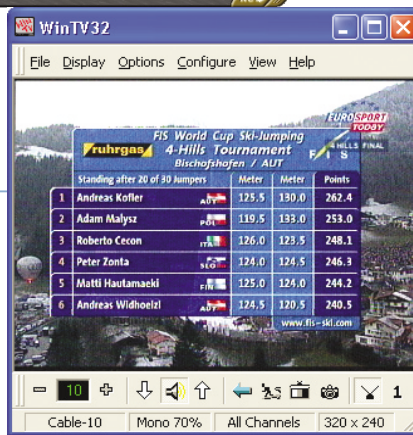 WinTV32
File Display Options Configure View Help
EUROSPORT
TODAY
4 HILLS FINAL
FIS World Cup Ski-Jumping
ruhrgas 4-Hills Tournament
FIS
Bischofshofen / AUT
Standing after 20 of 30 Jumpers Meter Meter Points
1 Andreas Kofler AUT 125.5 130.0 262.4
2 Adam Malysz POL 119.5 133.0 253.0
3 Roberto Cecon ITA 126.0 123.5 248.1
4 Peter Zonta SLO 124.0 124.5 246.3
5 Matti Hautamaeki FIN 125.0 124.0 244.2
6 Andreas Widhoelzl AUT 124.5 120.5 240.5
www.fis-ski.com
10 1
Cable-10 Mono 70% All Channels 320 x 240